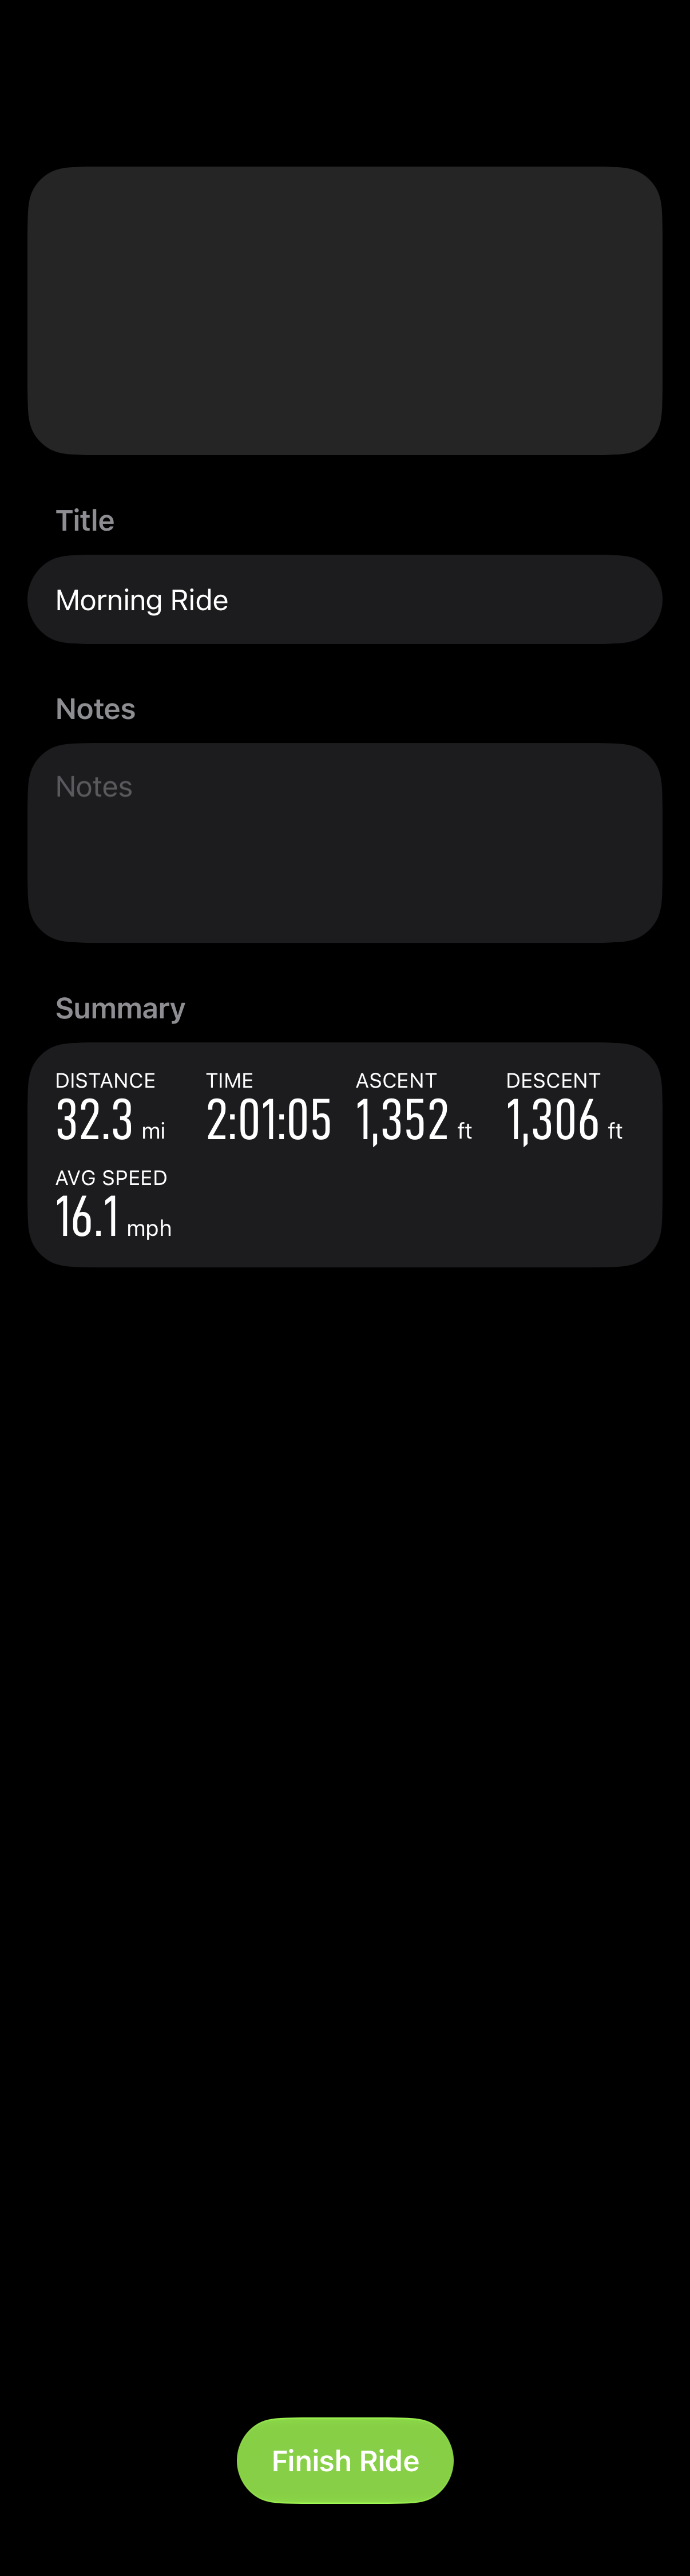 Title
Morning Ride
Notes
Notes
Summary
DISTANCE TIME ASCENT DESCENT
32.3 mi 2:01:05 1,352 ft 1,306 ft
AVG SPEED
16.1 mph
Finish Ride